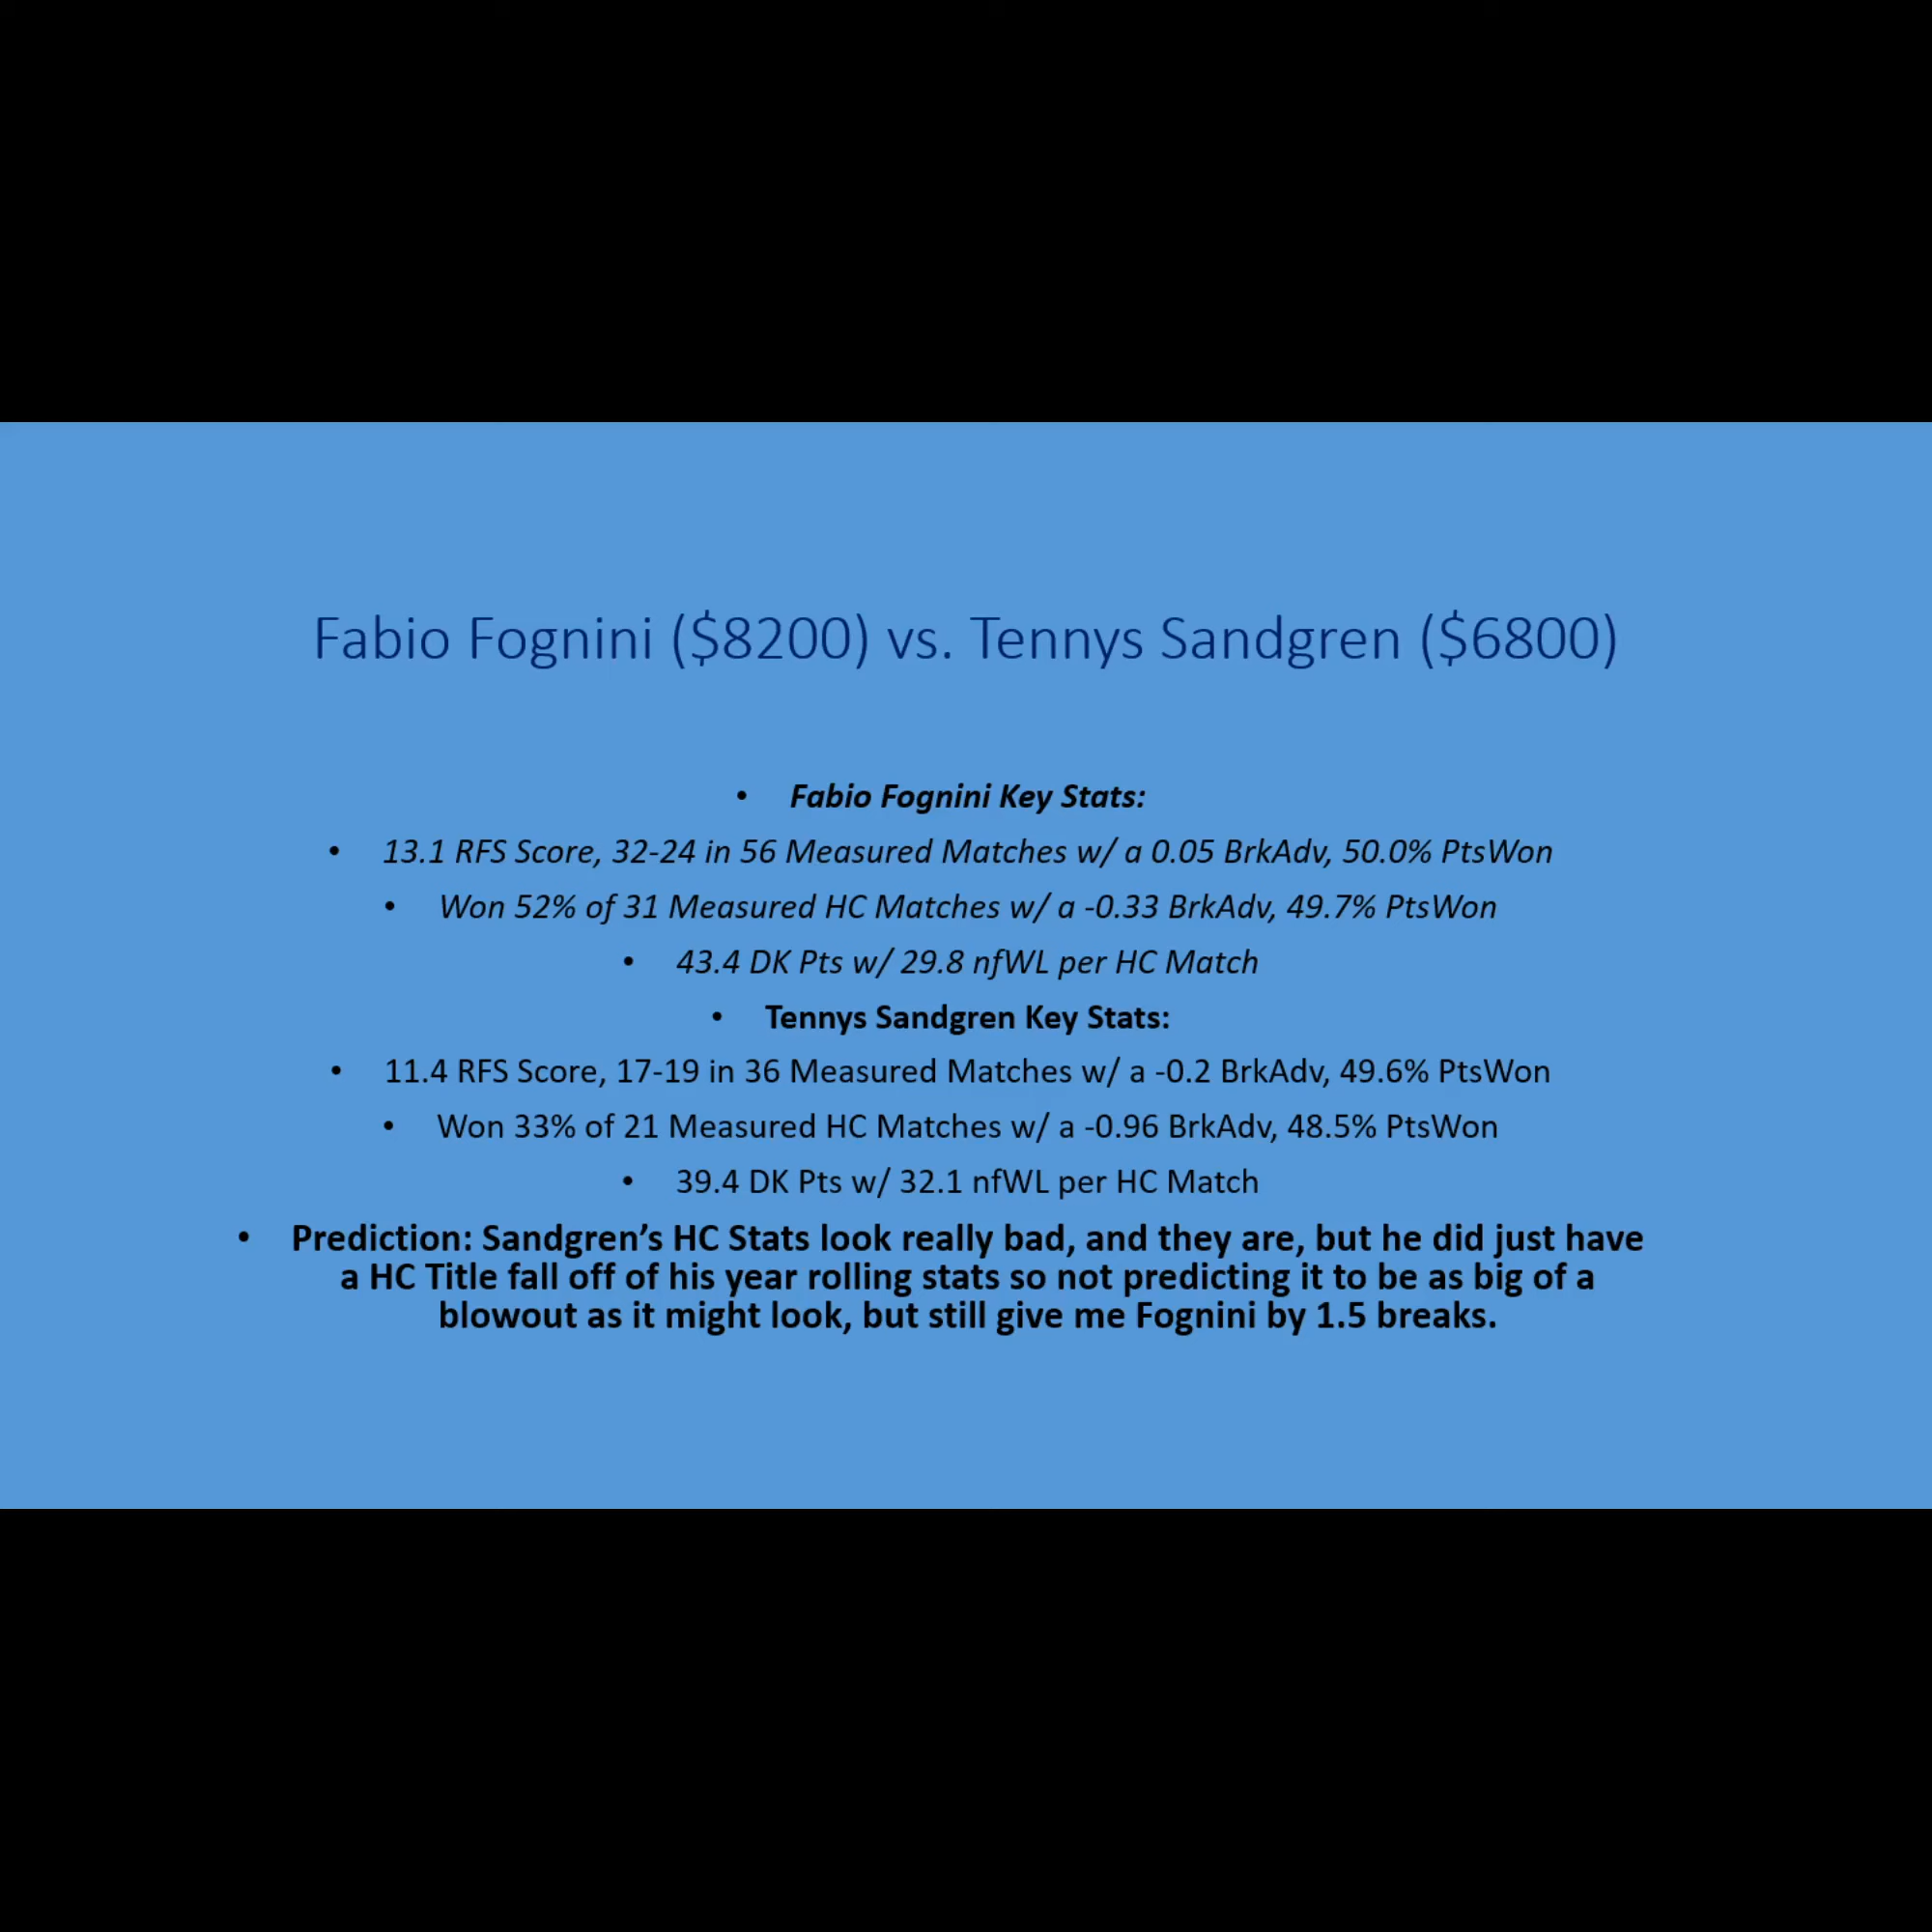 Fabio Fognini ($8200) vs. Tennys Sandgren ($6800)
• Fabio Fognini Key Stats:
• 13.1 RFS Score, 32-24 in 56 Measured Matches w/ a 0.05 BrkAdv, 50.0% PtsWon
• Won 52% of 31 Measured HC Matches w/ a -0.33 BrkAdv, 49.7% PtsWon
• 43.4 DK Pts w/ 29.8 nfWL per HC Match
• Tennys Sandgren Key Stats:
• 11.4 RFS Score, 17-19 in 36 Measured Matches w/ a -0.2 BrkAdv, 49.6% PtsWon
• Won 33% of 21 Measured HC Matches w/ a -0.96 BrkAdv, 48.5% PtsWon
• 39.4 DK Pts w/ 32.1 nfWL per HC Match
• Prediction: Sandgren’s HC Stats look really bad, and they are, but he did just have
a HC Title fall off of his year rolling stats so not predicting it to be as big of a
blowout as it might look, but still give me Fognini by 1.5 breaks.